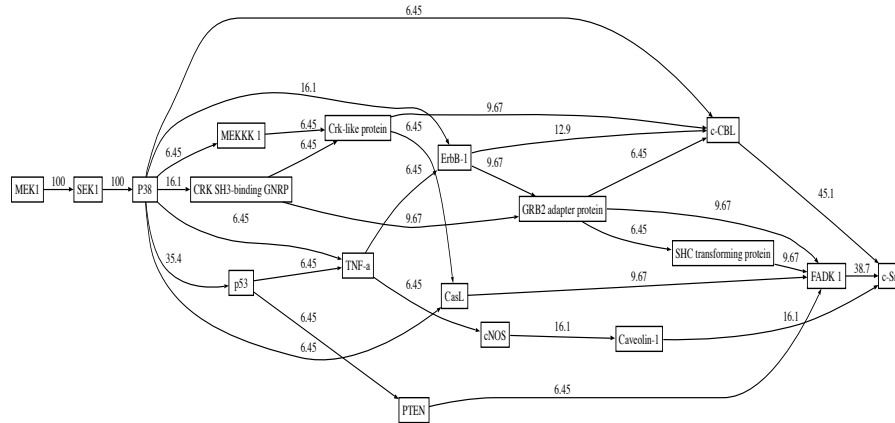 6.45
16.1
9.67
MEKKK 1
6.45
Crk-like protein
6.45
12.9
c-CBL
6.45
6.45
ErbB-1
9.67
6.45
MEK1
100
SEK1
100
P38
16.1
CRK SH3-binding GNRP
6.45
45.1
9.67
GRB2 adapter protein
9.67
6.45
6.45
SHC transforming protein
35.4
TNF-a
9.67
p53
6.45
FADK 1
38.7
6.45
9.67
CasL
6.45
cNOS
16.1
Caveolin-1
16.1
6.45
PTEN
6.45